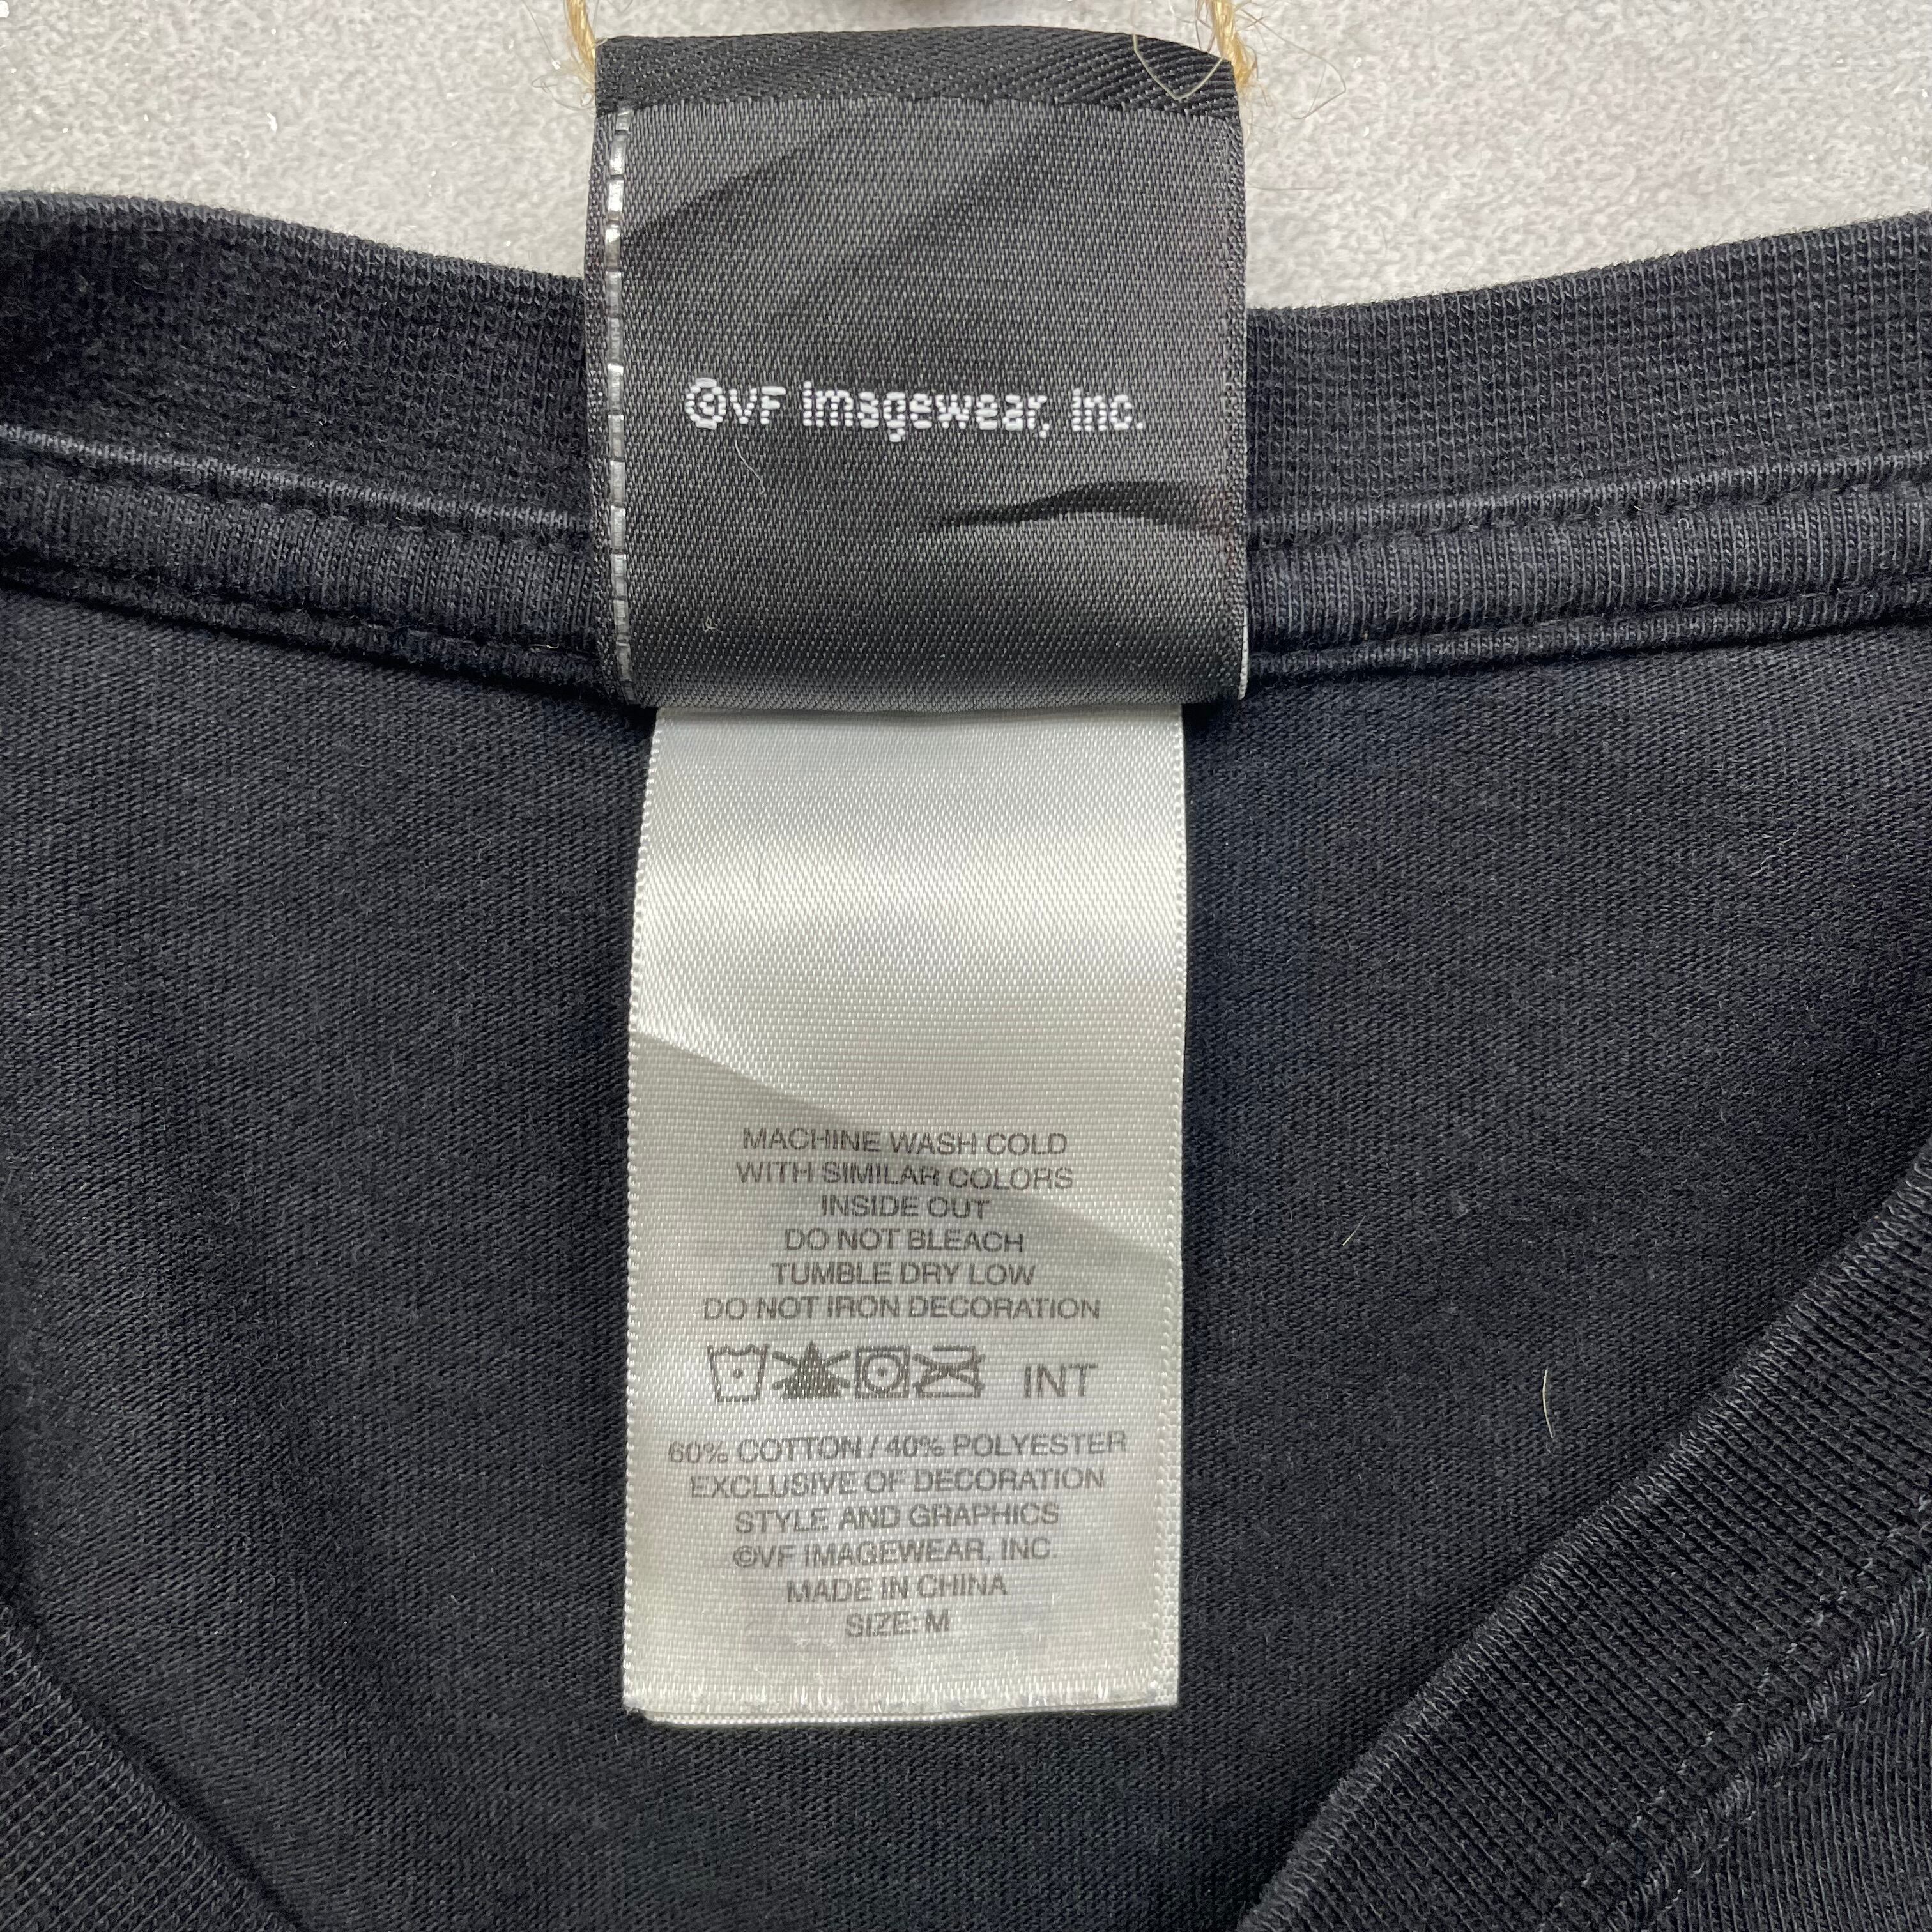 ©VF Imagewear, Inc.
MACHINE WASH COLD
WITH SIMILAR COLORS
INSIDE OUT
DO NOT BLEACH
TUMBLE DRY LOW
DO NOT IRON DECORATION
INT
60% COTTON / 40% POLYESTER
EXCLUSIVE OF DECORATION
STYLE AND GRAPHICS
©VF IMAGEWEAR, INC.
MADE IN CHINA
SIZE: M